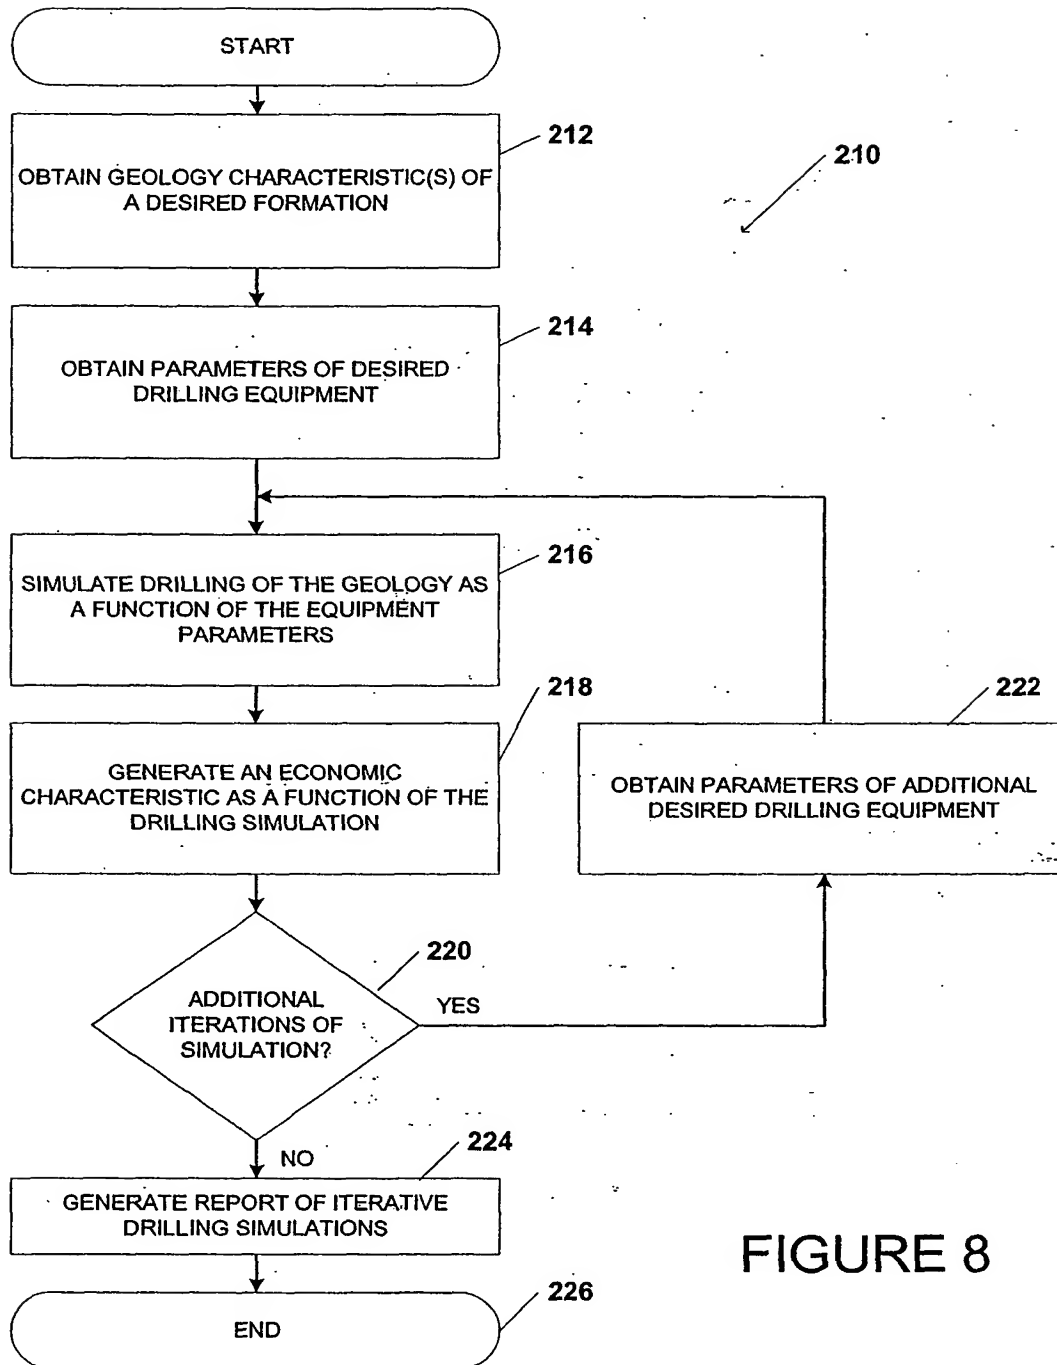 START
212
OBTAIN GEOLOGY CHARACTERISTIC(S) OF
A DESIRED FORMATION
210
214
OBTAIN PARAMETERS OF DESIRED
DRILLING EQUIPMENT
216
SIMULATE DRILLING OF THE GEOLOGY AS
A FUNCTION OF THE EQUIPMENT
PARAMETERS
218
GENERATE AN ECONOMIC
CHARACTERISTIC AS A FUNCTION OF THE
DRILLING SIMULATION
222
OBTAIN PARAMETERS OF ADDITIONAL
DESIRED DRILLING EQUIPMENT
220
ADDITIONAL
ITERATIONS OF
SIMULATION?
YES
NO
224
GENERATE REPORT OF ITERATIVE
DRILLING SIMULATIONS
226
END
FIGURE 8